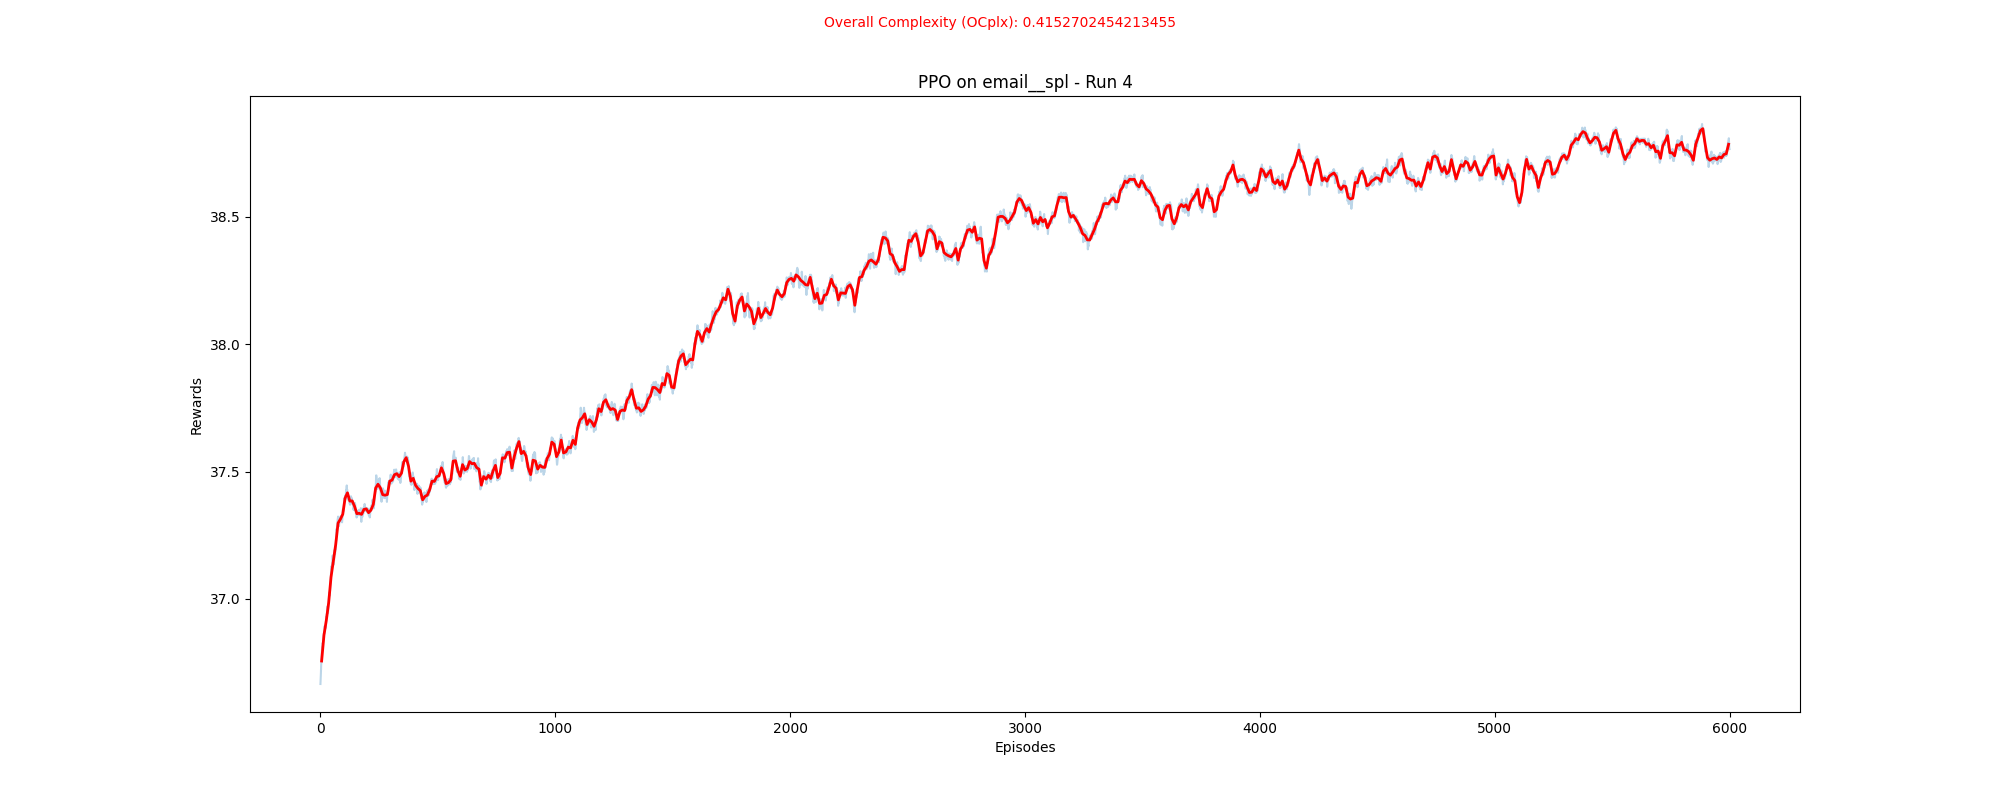 Overall Complexity (OCplx): 0.4152702454213455
PPO on email__spl - Run 4
Rewards
38.5
38.0
37.5
37.0
0 1000 2000 3000 4000 5000 6000
Episodes